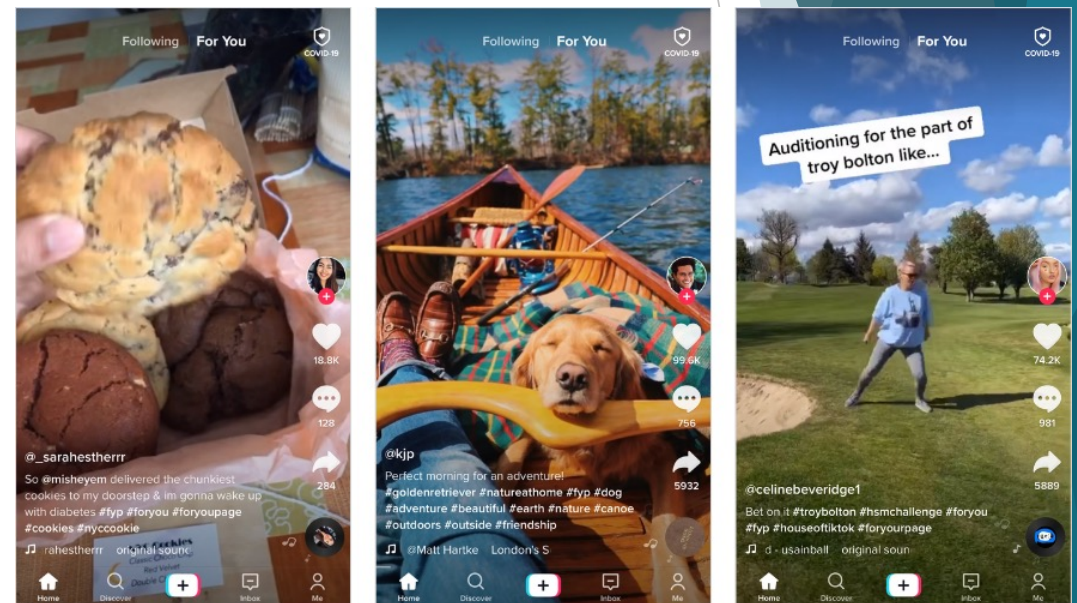 Following For You
COVID-19
18.8K
128
284
@_sarahestherrr
So @misheyem delivered the chunkiest
cookies to my doorstep & im gonna wake up
with diabetes #fyp #foryou #foryoupage
#cookies #nyccookie
rahestherrr original sound
Cookies
Red Velvet
Double
Home Discover Inbox Me
Following For You
COVID-19
99.6K
756
5932
@kjp
Perfect morning for an adventure!
#goldenretriever #natureathome #fyp #dog
#adventure #beautiful #earth #nature #canoe
#outdoors #outside #friendship
@Matt Hartke London's S
Home Discover Inbox Me
Following For You
COVID-19
Auditioning for the part of
troy bolton like...
74.2K
981
5889
@celinebeveridge1
Bet on it #troybolton #hsmchallenge #foryou
#fyp #houseoftiktok #foryourpage
d - usainball original soun
Home Discover Inbox Me